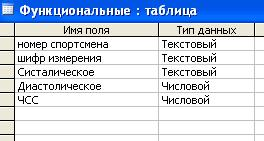 Функциональные : таблица
Имя поля Тип данных
номер спортсмена Текстовый
шифр измерения Текстовый
Систалическое Текстовый
Диастолическое Числовой
ЧСС Числовой